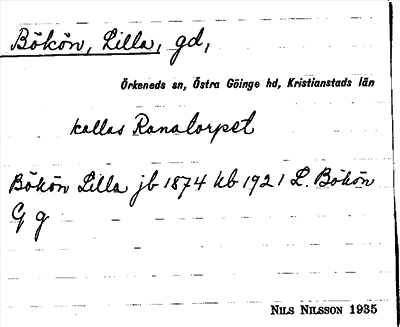 Bökön, Lilla, gd,
Örkeneds sn, Östra Göinge hd, Kristianstads län
kallas Ranatorpet
Bökön Lilla jb 1874 kb 1921 L. Bökön
G g
NILS NILSSON 1935